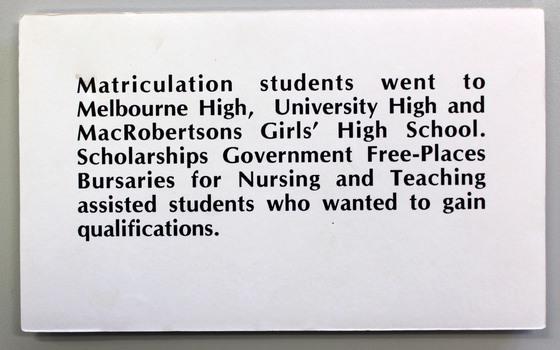 Matriculation students went to
Melbourne High, University High and
MacRobertsons Girls' High School.
Scholarships Government Free-Places
Bursaries for Nursing and Teaching
assisted students who wanted to gain
qualifications.